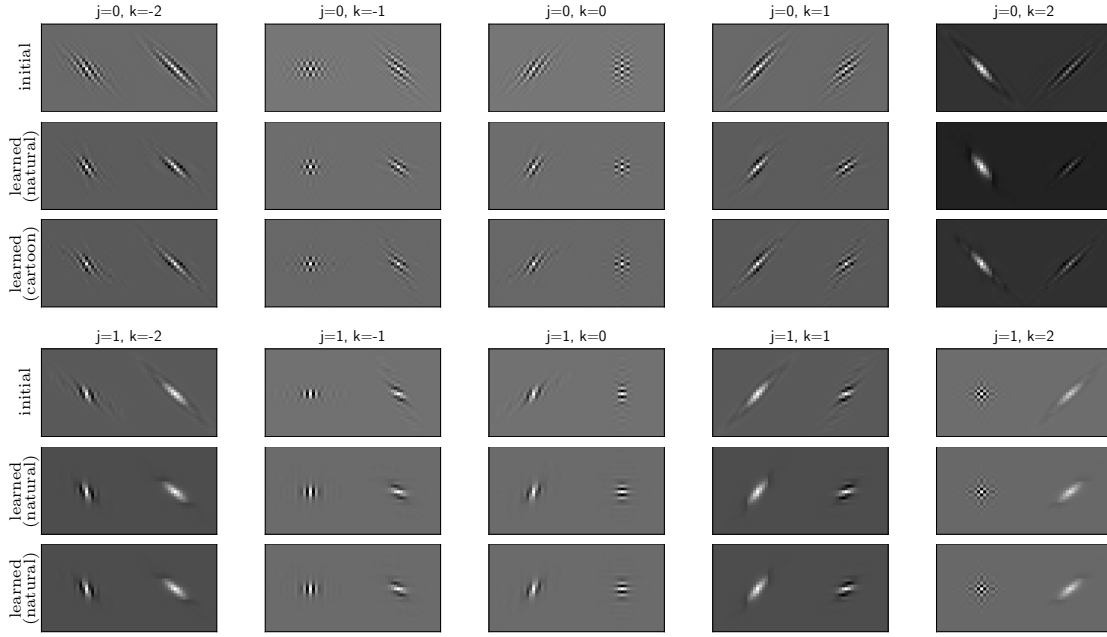 j=0, k=-2 j=0, k=-1 j=0, k=0 j=0, k=1 j=0, k=2
initial
learned
(natural)
learned
(cartoon)
j=1, k=-2 j=1, k=-1 j=1, k=0 j=1, k=1 j=1, k=2
initial
learned
(natural)
learned
(natural)